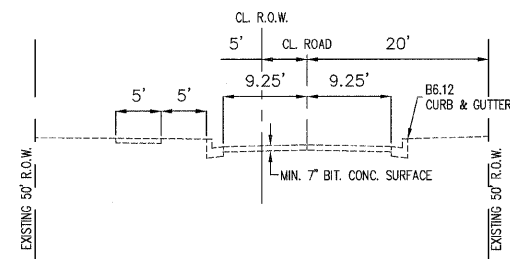 CL. R.O.W.
5'
CL. ROAD
20'
5'
5'
9.25'
9.25'
B6.12
CURB & GUTTER
MIN. 7" BIT. CONC. SURFACE
EXISTING 50' R.O.W.
EXISTING 50' R.O.W.